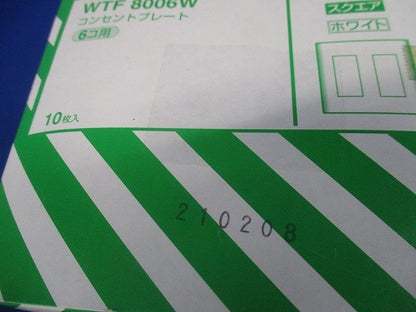 WTF 8006W
コンセントプレート
6コ用
10枚入
スクエア
ホワイト
210208